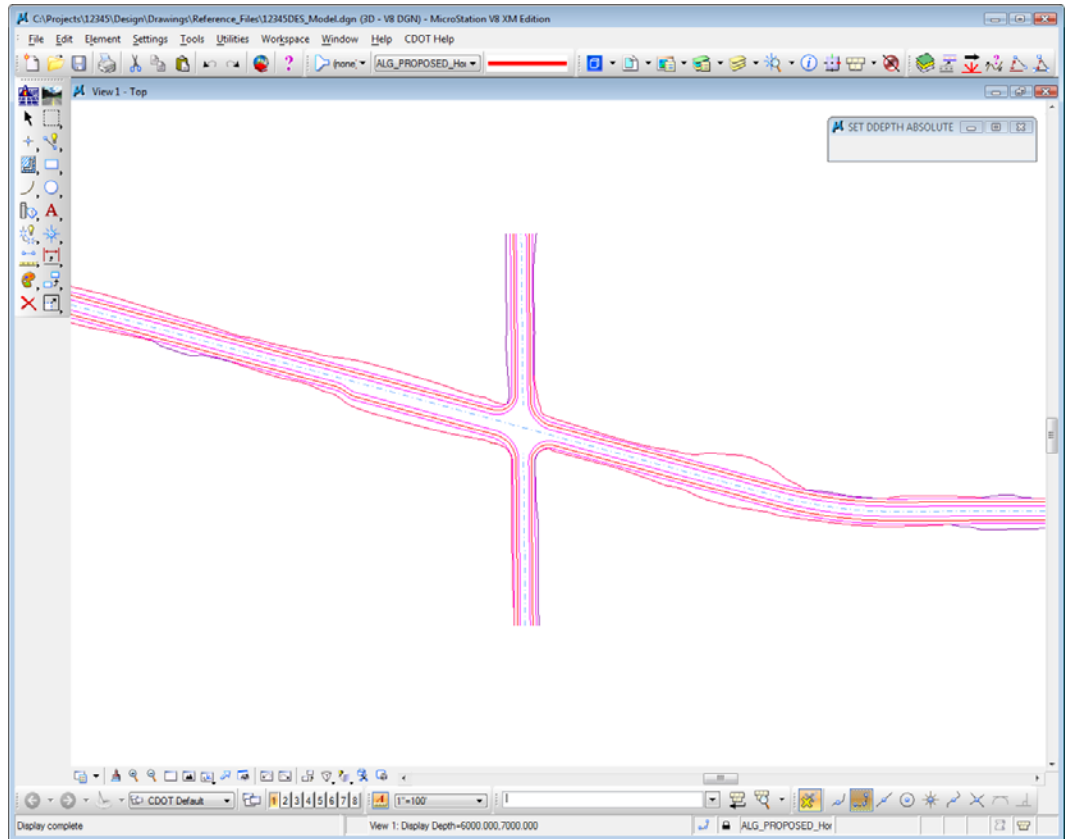 C:\Projects\12345\Design\Drawings\Reference_Files\12345DES_Model.dgn (3D - V8 DGN) - MicroStation V8 XM Edition
File Edit Element Settings Tools Utilities Workspace Window Help CDOT Help
(none) ALG_PROPOSED_Hor
View 1 - Top
SET DDEPTH ABSOLUTE
A
CDOT Default 1 2 3 4 5 6 7 8 1"=100'
Display complete View 1: Display Depth=6000.000,7000.000 ALG_PROPOSED_Hor